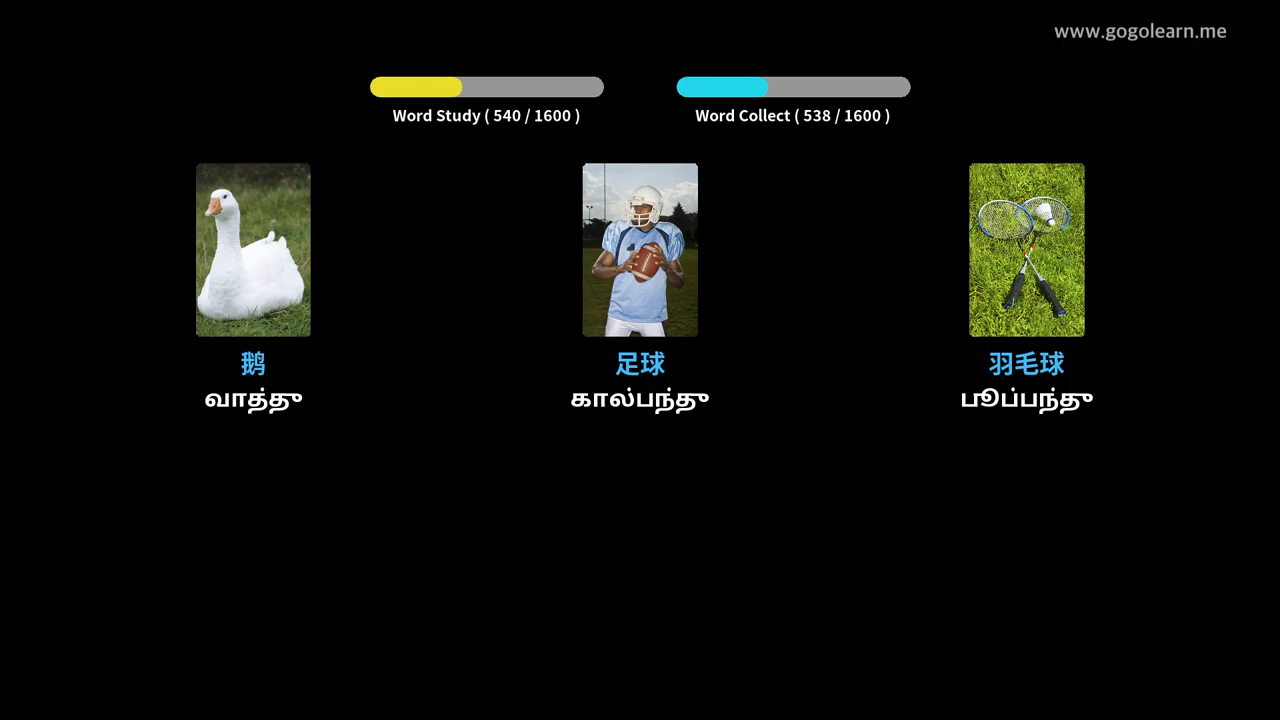 www.gogolearn.me
Word Study ( 540 / 1600 )
Word Collect ( 538 / 1600 )
鹅
足球
羽毛球
வாத்து
கால்பந்து
பூப்பந்து